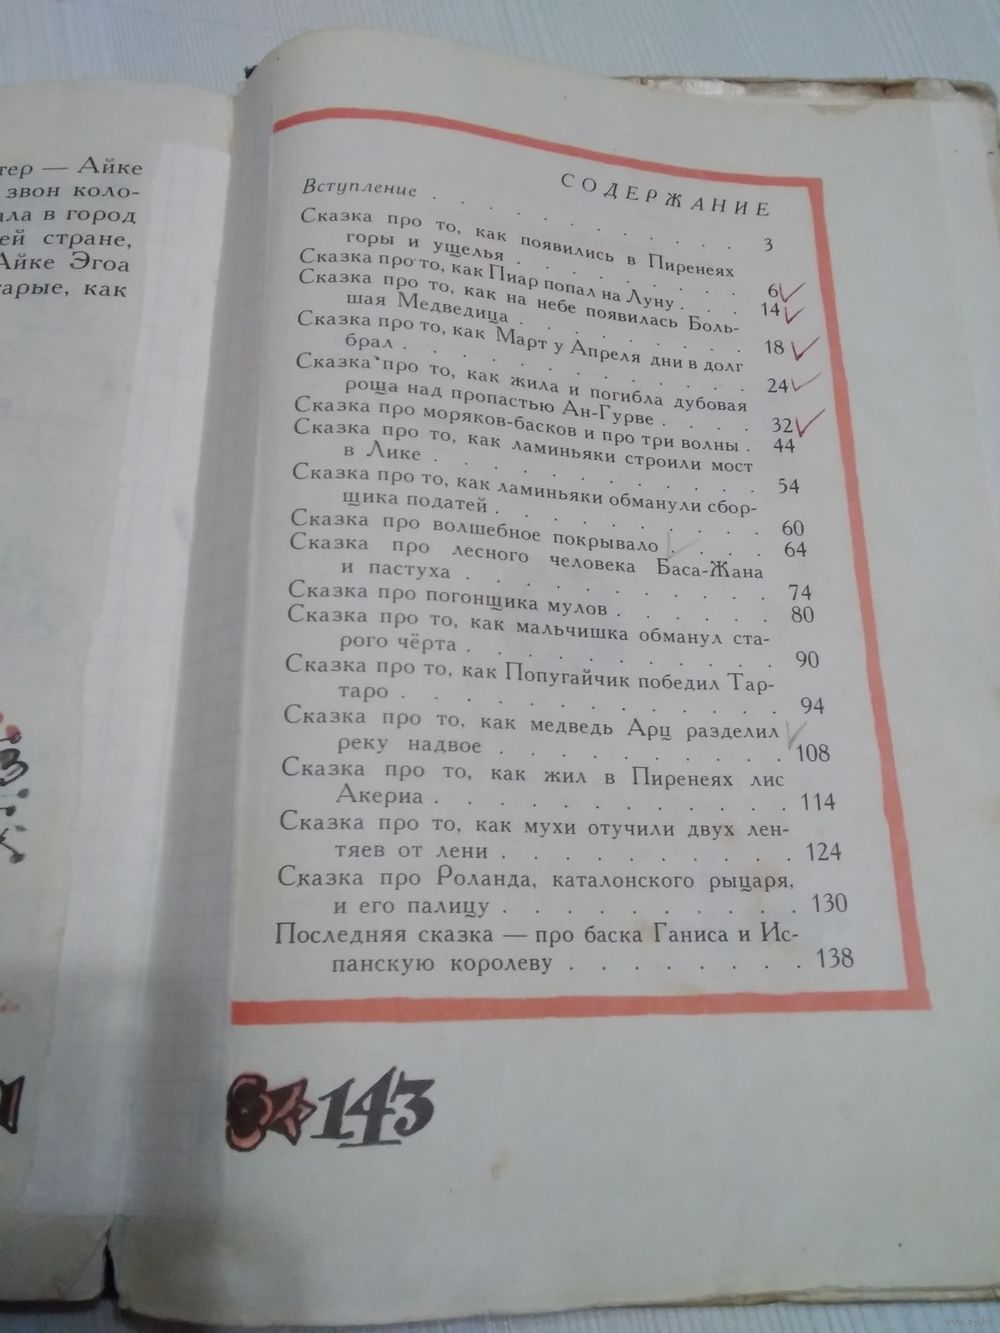 тер — Айке
звон коло-
ала в город
ей стране,
Айке Эгоа
арые, как
СОДЕРЖАНИЕ
Вступление . . . . . . . . . . . 3
Сказка про то, как появились в Пиренеях
горы и ущелья . . . . . . . . 6
Сказка про то, как Пиар попал на Луну . . . 14
Сказка про то, как на небе появилась Боль-
шая Медведица . . . . . . . . 18
Сказка про то, как Март у Апреля дни в долг
брал . . . . . . . . . . . . 24
Сказка про то, как жила и погибла дубовая
роща над пропастью Ан-Гурве . . . . 32
Сказка про моряков-басков и про три волны . 44
Сказка про то, как ламиньяки строили мост
в Лике . . . . . . . . . . . 54
Сказка про то, как ламиньяки обманули сбор-
щика податей . . . . . . . . . 60
Сказка про волшебное покрывало . . . . 64
Сказка про лесного человека Баса-Жана
и пастуха . . . . . . . . . . 74
Сказка про погонщика мулов . . . . . . 80
Сказка про то, как мальчишка обманул ста-
рого чёрта . . . . . . . . . . 90
Сказка про то, как Попугайчик победил Тар-
таро . . . . . . . . . . . . 94
Сказка про то, как медведь Арц разделил
реку надвое . . . . . . . . . . 108
Сказка про то, как жил в Пиренеях лис
Акериа . . . . . . . . . . . 114
Сказка про то, как мухи отучили двух лен-
тяев от лени . . . . . . . . . . 124
Сказка про Роланда, каталонского рыцаря,
и его палицу . . . . . . . . . . 130
Последняя сказка — про баска Ганиса и Ис-
панскую королеву . . . . . . . . 138
143
www.ay.by